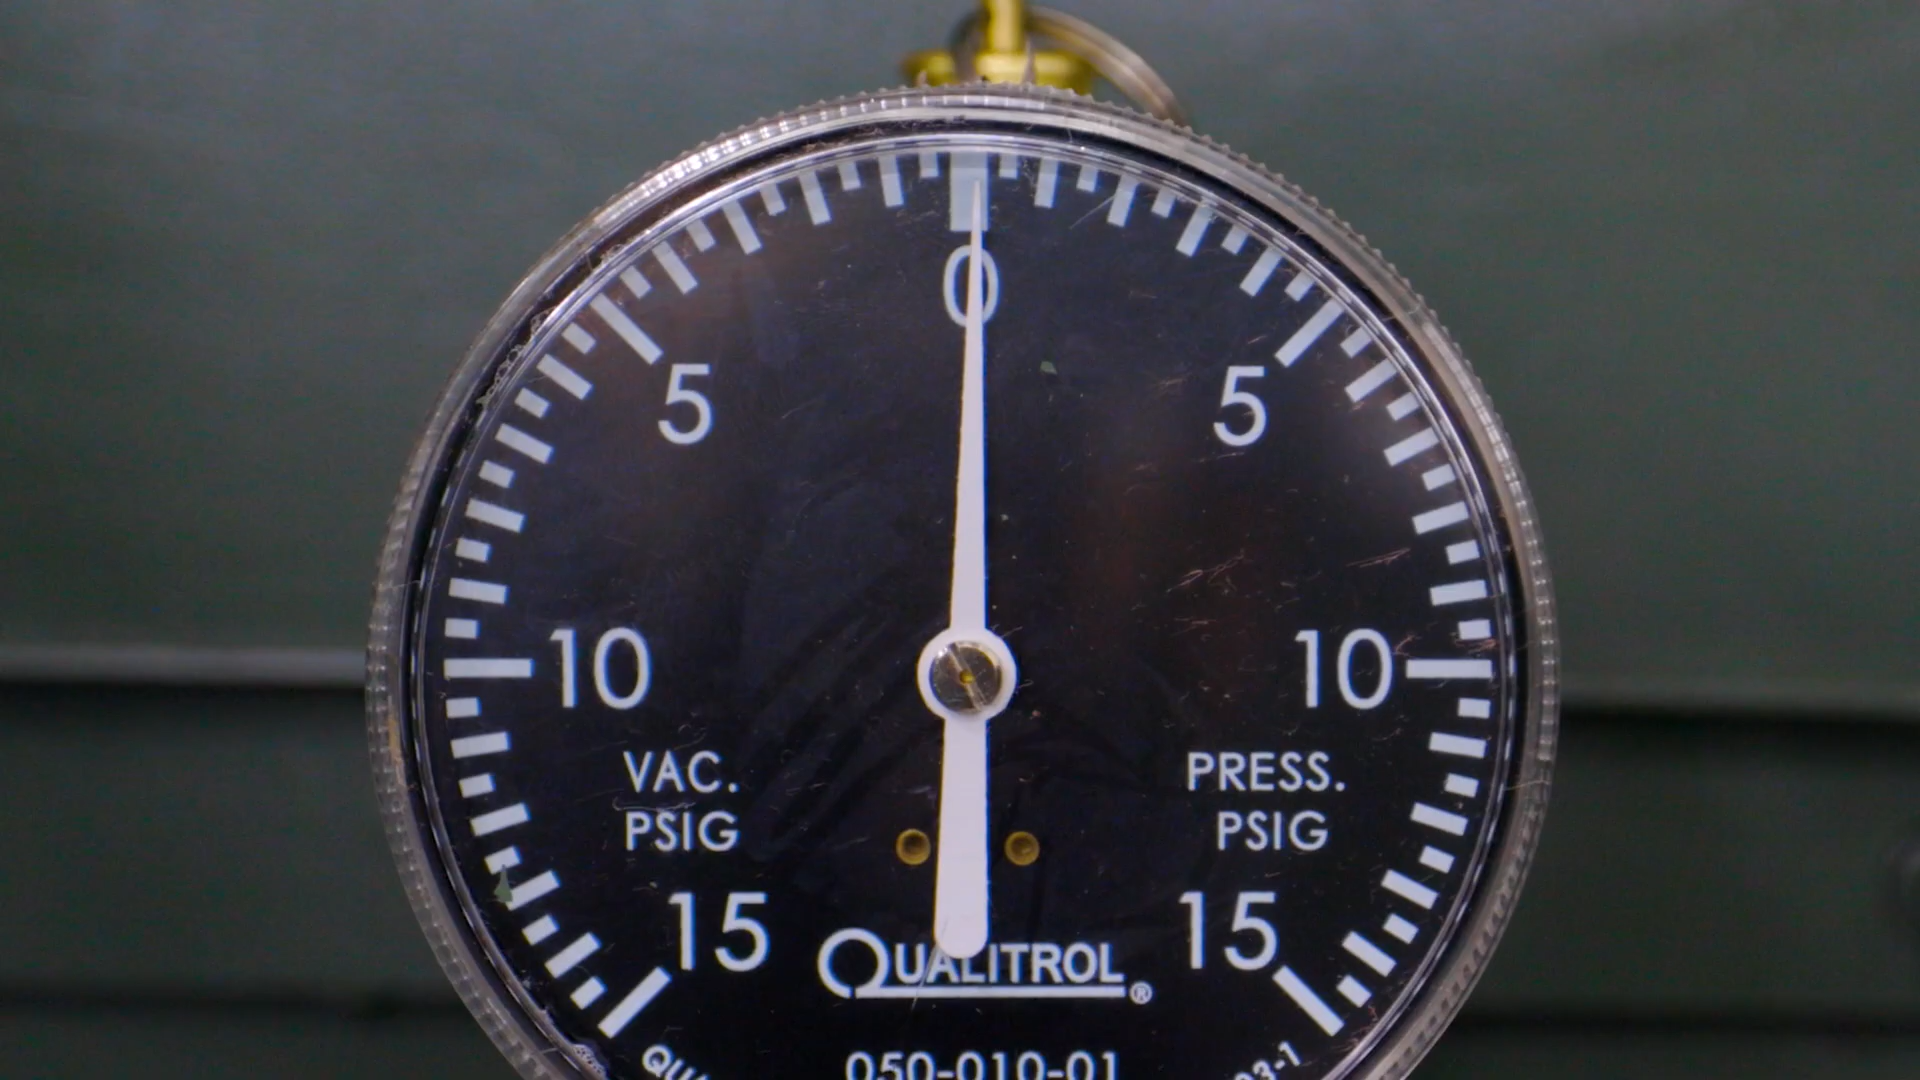 0
5 5
10 10
VAC. PRESS.
PSIG PSIG
15 15
QUALITROL®
050-010-01